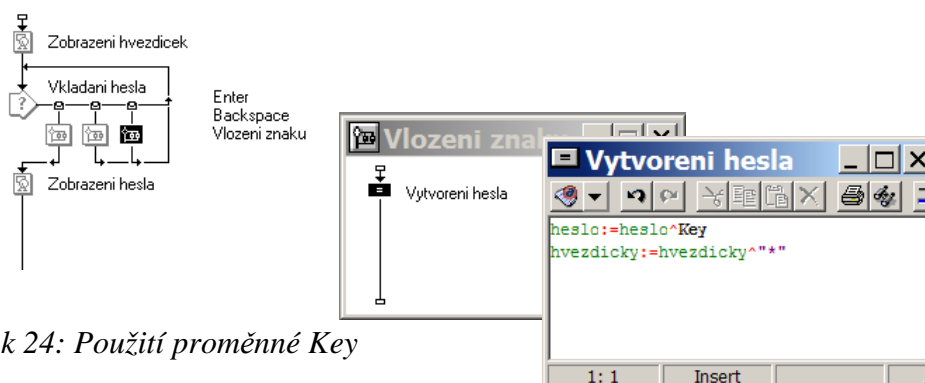 Zobrazeni hvezdicek
Vkladani hesla
?
Enter
Backspace
Vlozeni znaku
Zobrazeni hesla
Vlozeni
Vytvoreni hesla
Vytvoreni hesla
heslo:=heslo^Key
hvezdicky:=hvezdicky^"*"
1: 1 Insert
k 24: Použití proměnné Key